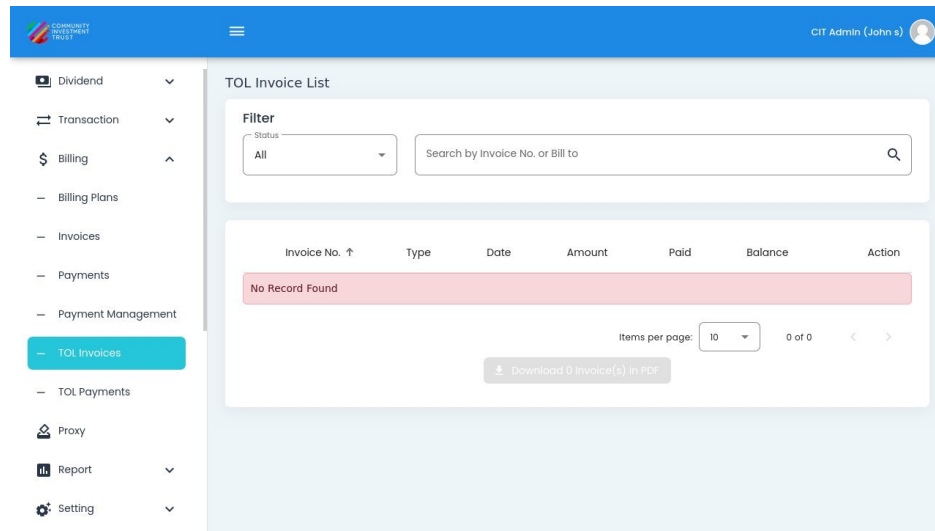 COMMUNITY
INVESTMENT
TRUST
CIT Admin (John s)
Dividend
Transaction
Billing
Billing Plans
Invoices
Payments
Payment Management
TOL Invoices
TOL Payments
Proxy
Report
Setting
TOL Invoice List
Filter
Status
All
Search by Invoice No. or Bill to
Invoice No. ↑ Type Date Amount Paid Balance Action
No Record Found
Items per page: 10 0 of 0
Download 0 Invoice(s) in PDF